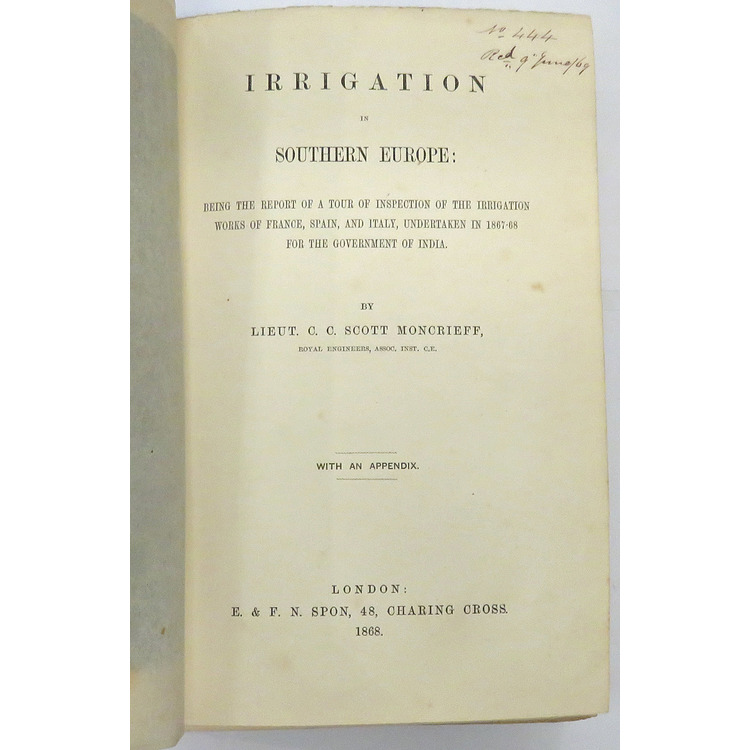 No 444
Recd 9 June/69
IRRIGATION
IN
SOUTHERN EUROPE:
BEING THE REPORT OF A TOUR OF INSPECTION OF THE IRRIGATION
WORKS OF FRANCE, SPAIN, AND ITALY, UNDERTAKEN IN 1867-68
FOR THE GOVERNMENT OF INDIA.
BY
LIEUT. C. C. SCOTT MONCRIEFF,
ROYAL ENGINEERS, ASSOC. INST. C.E.
WITH AN APPENDIX.
LONDON:
E. & F. N. SPON, 48, CHARING CROSS.
1868.